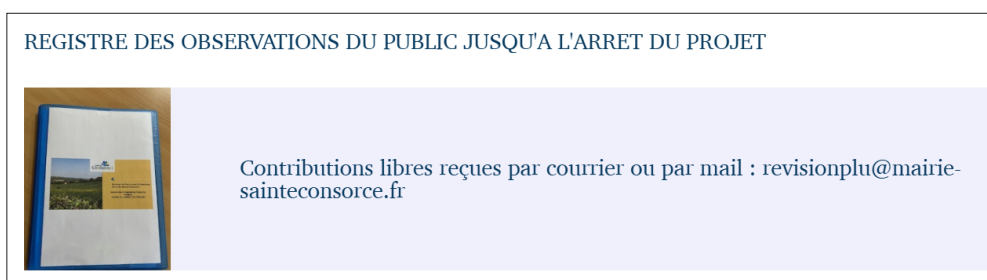 REGISTRE DES OBSERVATIONS DU PUBLIC JUSQU'A L'ARRET DU PROJET
Contributions libres reçues par courrier ou par mail : revisionplu@mairie-
sainteconsorce.fr